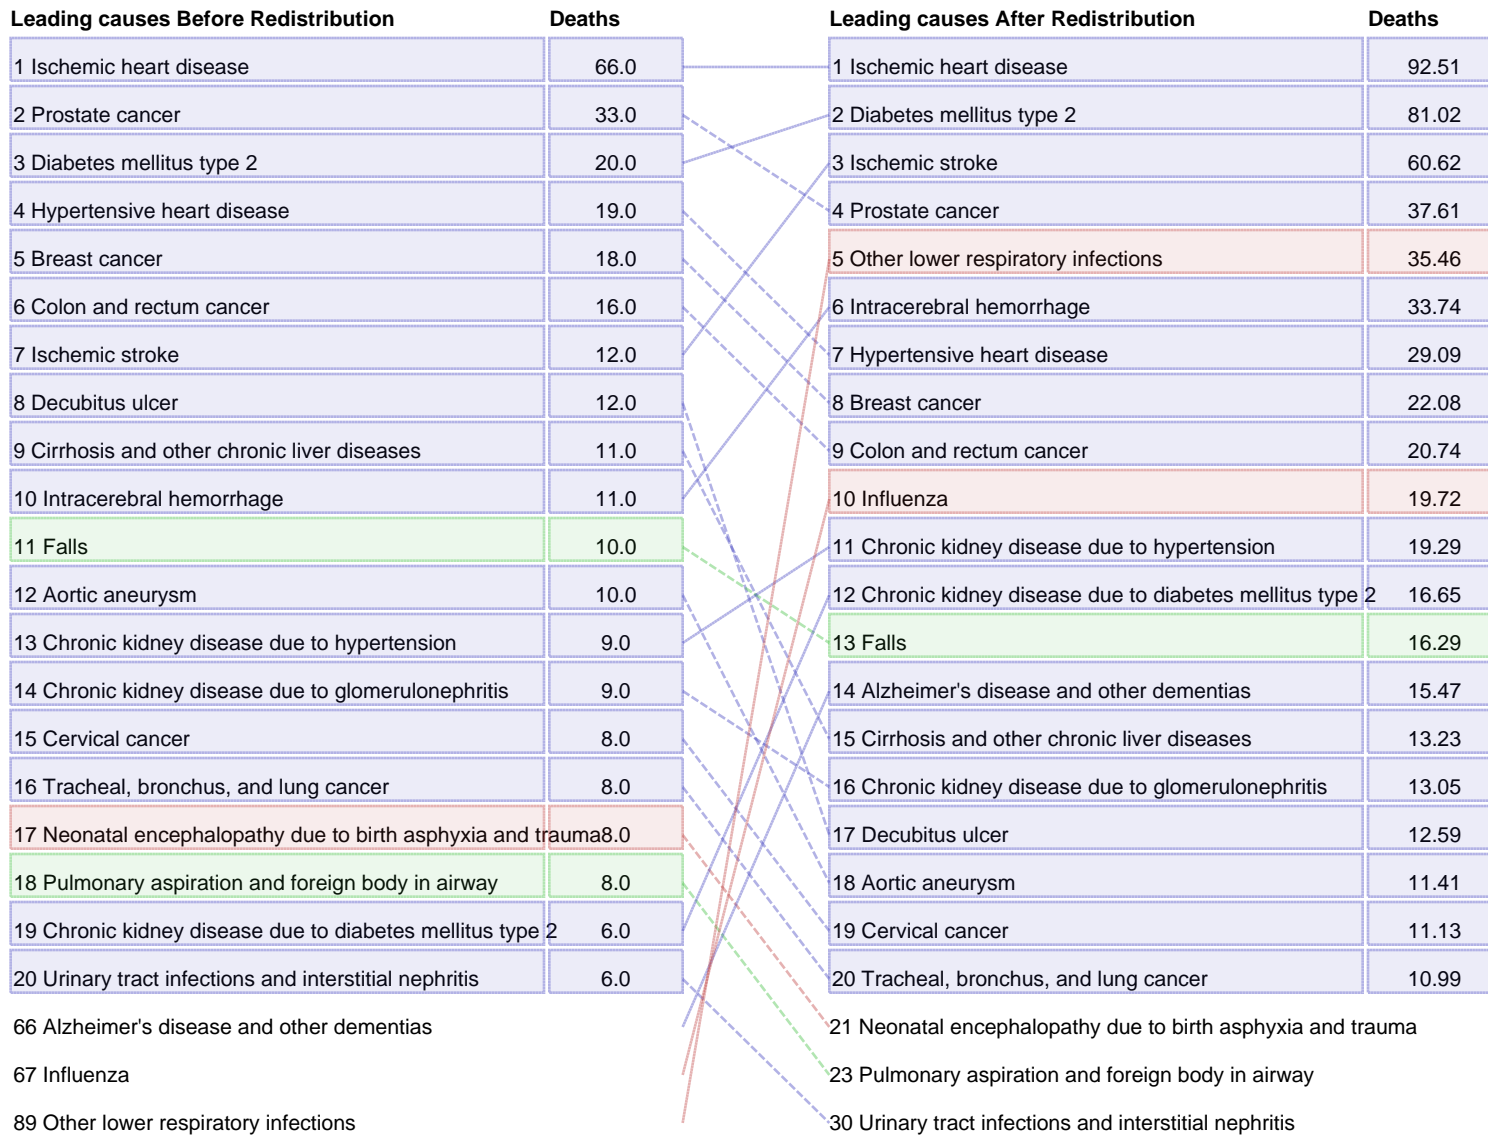 Leading causes Before Redistribution Deaths Leading causes After Redistribution Deaths
1 Ischemic heart disease 66.0 1 Ischemic heart disease 92.51
2 Prostate cancer 33.0 2 Diabetes mellitus type 2 81.02
3 Diabetes mellitus type 2 20.0 3 Ischemic stroke 60.62
4 Hypertensive heart disease 19.0 4 Prostate cancer 37.61
5 Breast cancer 18.0 5 Other lower respiratory infections 35.46
6 Colon and rectum cancer 16.0 6 Intracerebral hemorrhage 33.74
7 Ischemic stroke 12.0 7 Hypertensive heart disease 29.09
8 Decubitus ulcer 12.0 8 Breast cancer 22.08
9 Cirrhosis and other chronic liver diseases 11.0 9 Colon and rectum cancer 20.74
10 Intracerebral hemorrhage 11.0 10 Influenza 19.72
11 Falls 10.0 11 Chronic kidney disease due to hypertension 19.29
12 Aortic aneurysm 10.0 12 Chronic kidney disease due to diabetes mellitus type 2 16.65
13 Chronic kidney disease due to hypertension 9.0 13 Falls 16.29
14 Chronic kidney disease due to glomerulonephritis 9.0 14 Alzheimer's disease and other dementias 15.47
15 Cervical cancer 8.0 15 Cirrhosis and other chronic liver diseases 13.23
16 Tracheal, bronchus, and lung cancer 8.0 16 Chronic kidney disease due to glomerulonephritis 13.05
17 Neonatal encephalopathy due to birth asphyxia and trauma 8.0 17 Decubitus ulcer 12.59
18 Pulmonary aspiration and foreign body in airway 8.0 18 Aortic aneurysm 11.41
19 Chronic kidney disease due to diabetes mellitus type 2 6.0 19 Cervical cancer 11.13
20 Urinary tract infections and interstitial nephritis 6.0 20 Tracheal, bronchus, and lung cancer 10.99
66 Alzheimer's disease and other dementias 21 Neonatal encephalopathy due to birth asphyxia and trauma
67 Influenza 23 Pulmonary aspiration and foreign body in airway
89 Other lower respiratory infections 30 Urinary tract infections and interstitial nephritis